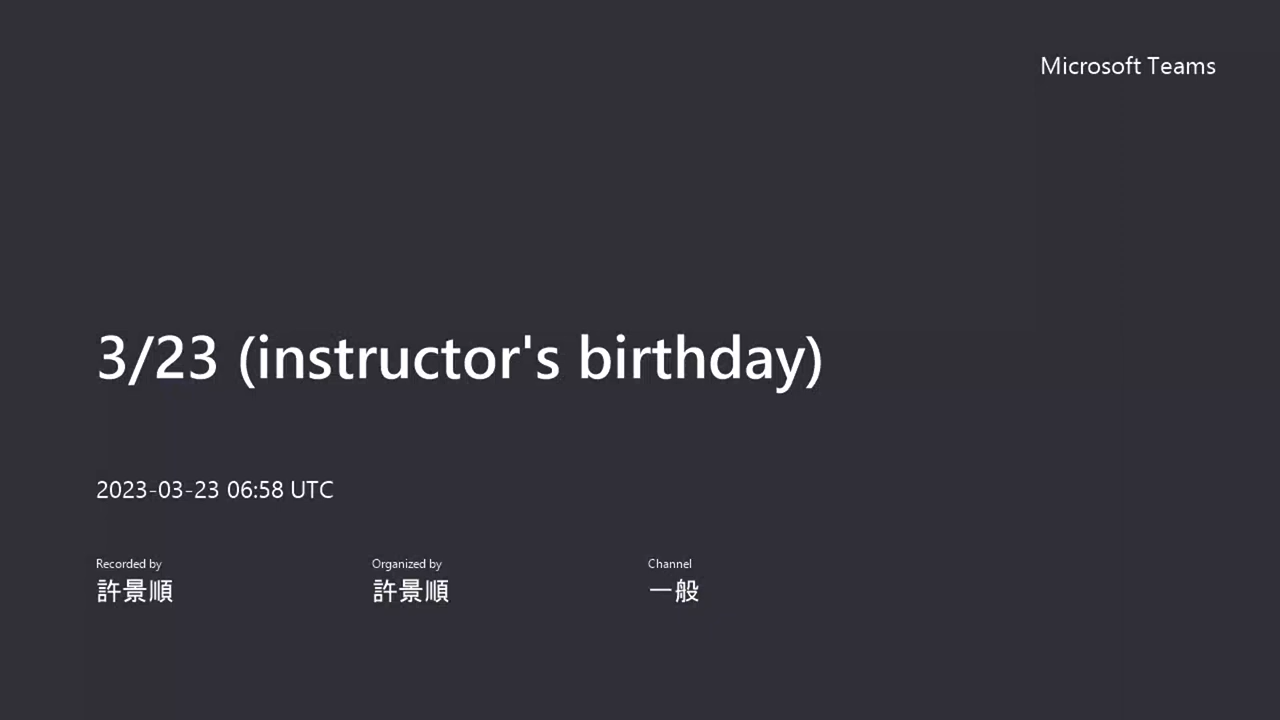 Microsoft Teams
3/23 (instructor's birthday)
2023-03-23 06:58 UTC
Recorded by
許景順
Organized by
許景順
Channel
一般